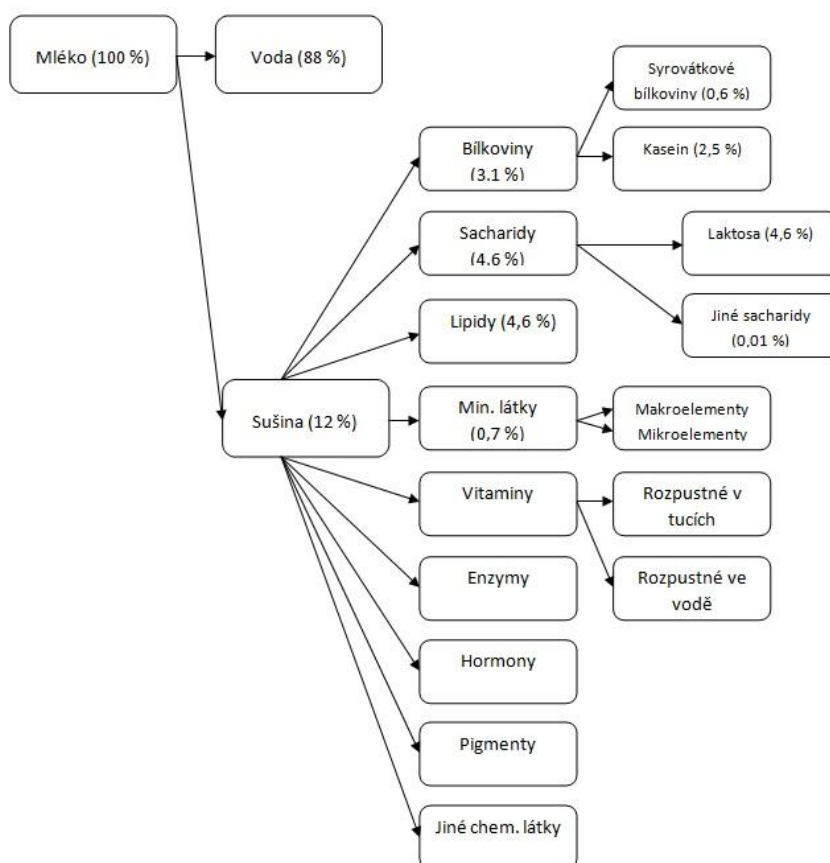 Mléko (100 %)
Voda (88 %)
Syrovátkové
bílkoviny (0,6 %)
Bílkoviny
(3.1 %)
Kasein (2,5 %)
Sacharidy
(4.6 %)
Laktosa (4,6 %)
Jiné sacharidy
(0,01 %)
Lipidy (4,6 %)
Sušina (12 %)
Min. látky
(0,7 %)
Makroelementy
Mikroelementy
Vitaminy
Rozpustné v
tucích
Rozpustné ve
vodě
Enzymy
Hormony
Pigmenty
Jiné chem. látky